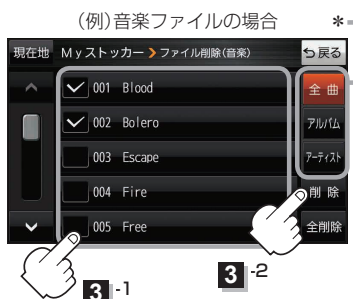 (例)音楽ファイルの場合
*
現在地 Myストッカー❯ファイル削除(音楽) 戻る
001 Blood
全 曲
002 Bolero
アルバム
003 Escape
アーティスト
004 Fire
削 除
005 Free
全削除
3 -1
3 -2